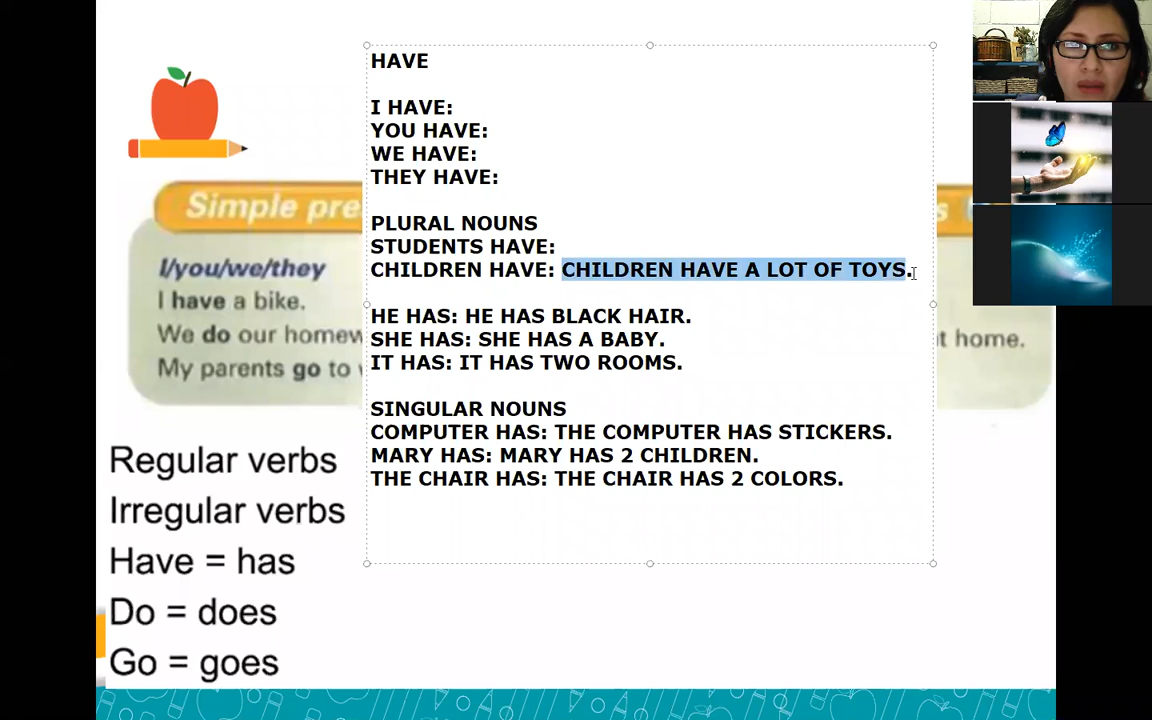 HAVE
I HAVE:
YOU HAVE:
WE HAVE:
THEY HAVE:
PLURAL NOUNS
STUDENTS HAVE:
CHILDREN HAVE: CHILDREN HAVE A LOT OF TOYS.
HE HAS: HE HAS BLACK HAIR.
SHE HAS: SHE HAS A BABY.
IT HAS: IT HAS TWO ROOMS.
SINGULAR NOUNS
COMPUTER HAS: THE COMPUTER HAS STICKERS.
MARY HAS: MARY HAS 2 CHILDREN.
THE CHAIR HAS: THE CHAIR HAS 2 COLORS.
Simple pre
I/you/we/they
I have a bike.
We do our homew
My parents go to
t home.
Regular verbs
Irregular verbs
Have = has
Do = does
Go = goes